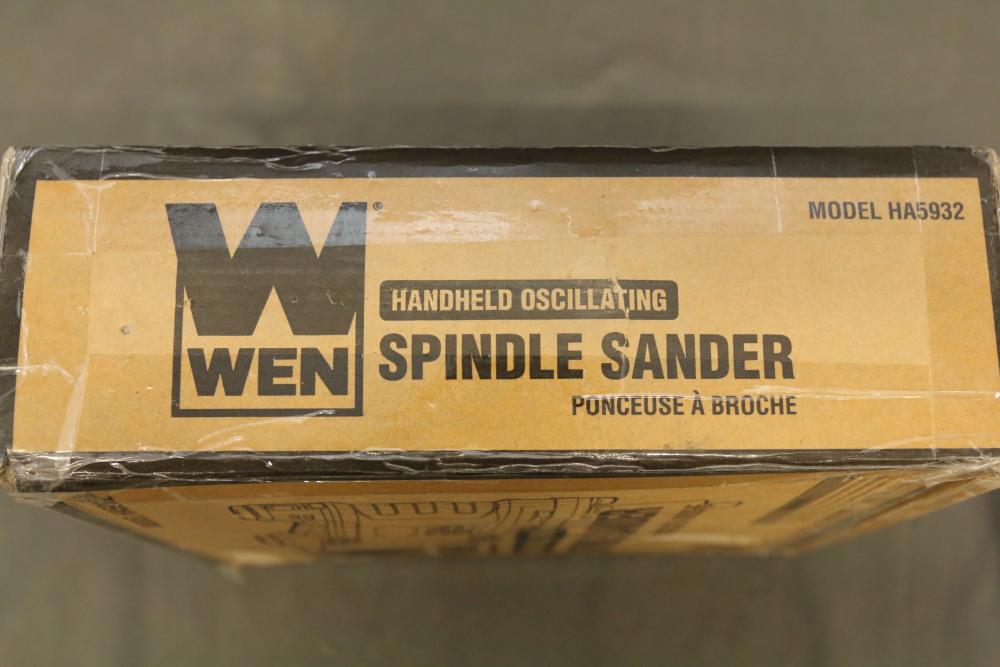 MODEL HA5932
WEN®
HANDHELD OSCILLATING
SPINDLE SANDER
PONCEUSE À BROCHE